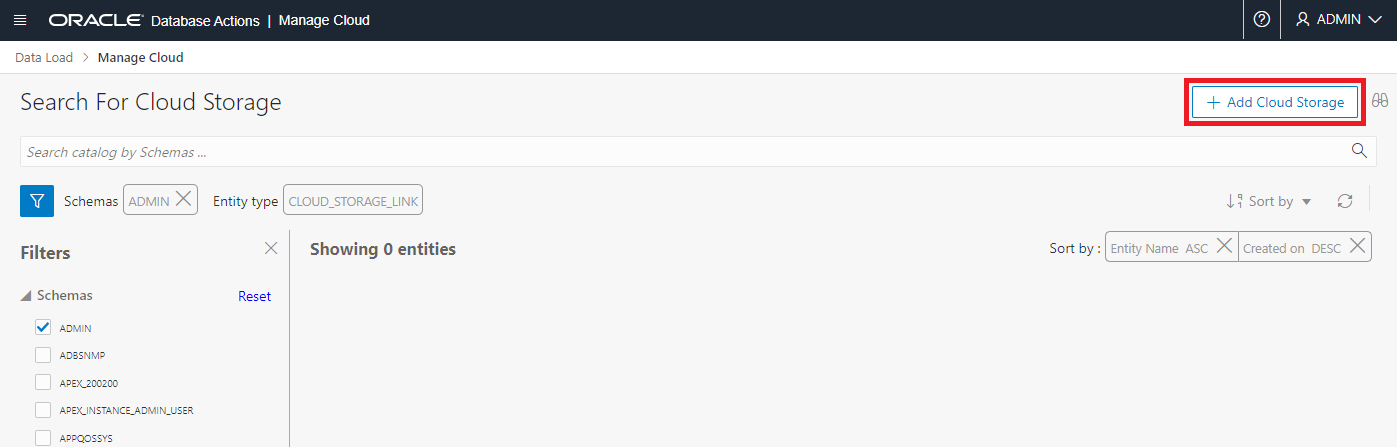 ORACLE Database Actions | Manage Cloud ADMIN
Data Load > Manage Cloud
Search For Cloud Storage
+ Add Cloud Storage
Search catalog by Schemas ...
Schemas ADMIN Entity type CLOUD_STORAGE_LINK Sort by
Filters
Showing 0 entities
Sort by : Entity Name ASC Created on DESC
Schemas Reset
ADMIN
ADBSNMP
APEX_200200
APEX_INSTANCE_ADMIN_USER
APPQOSSYS